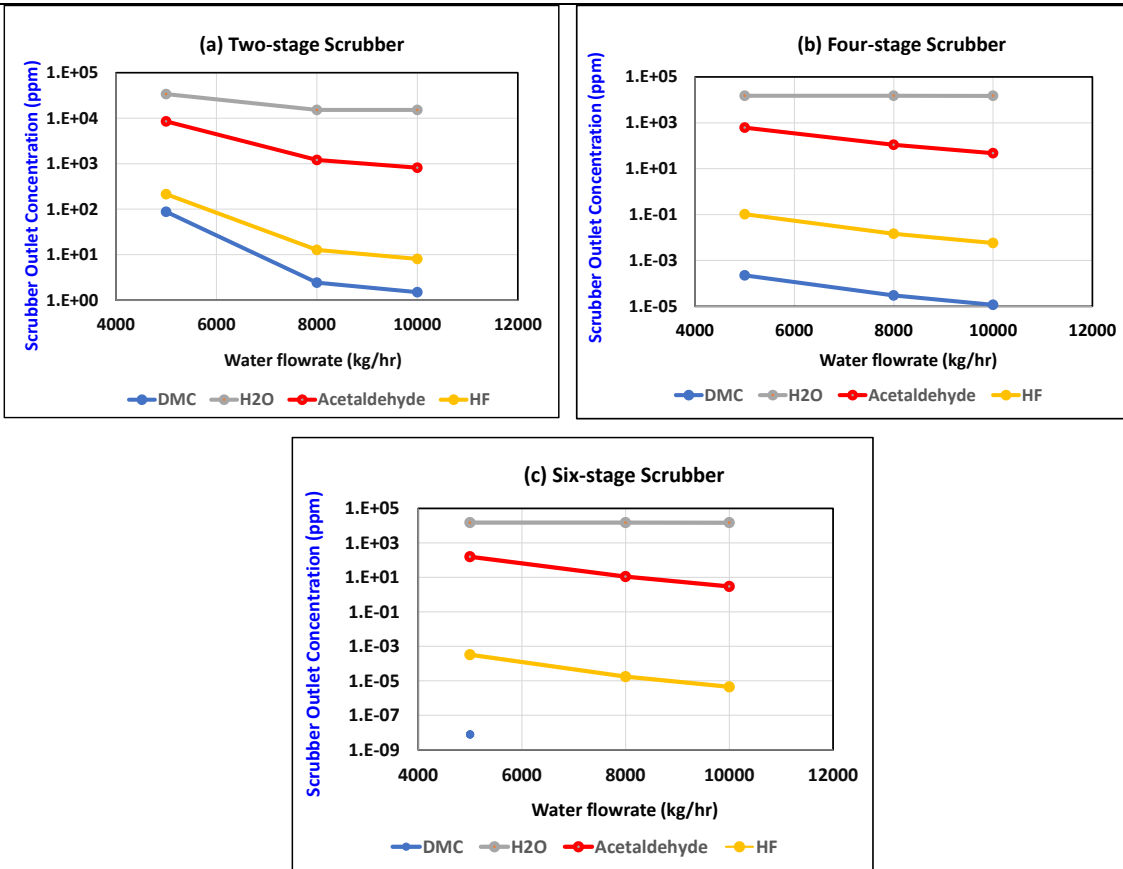 (a) Two-stage Scrubber
Scrubber Outlet Concentration (ppm)
1.E+05
1.E+04
1.E+03
1.E+02
1.E+01
1.E+00
4000 6000 8000 10000 12000
Water flowrate (kg/hr)
DMC H2O Acetaldehyde HF
(b) Four-stage Scrubber
Scrubber Outlet Concentration (ppm)
1.E+05
1.E+03
1.E+01
1.E-01
1.E-03
1.E-05
4000 6000 8000 10000 12000
Water flowrate (kg/hr)
DMC H2O Acetaldehyde HF
(c) Six-stage Scrubber
Scrubber Outlet Concentration (ppm)
1.E+05
1.E+03
1.E+01
1.E-01
1.E-03
1.E-05
1.E-07
1.E-09
4000 6000 8000 10000 12000
Water flowrate (kg/hr)
DMC H2O Acetaldehyde HF